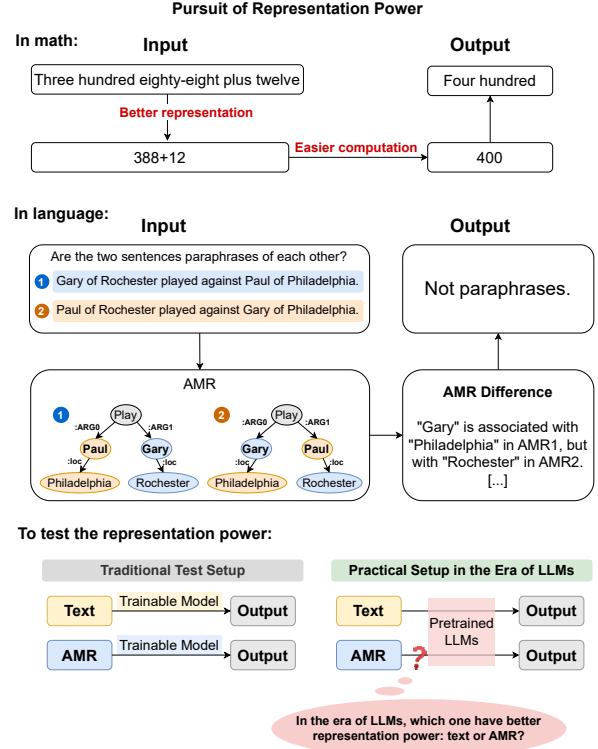 Pursuit of Representation Power
In math:
Input
Output
Three hundred eighty-eight plus twelve
Four hundred
Better representation
388+12
Easier computation
400
In language:
Input
Output
Are the two sentences paraphrases of each other?
1 Gary of Rochester played against Paul of Philadelphia.
2 Paul of Rochester played against Gary of Philadelphia.
Not paraphrases.
AMR
1
Play
:ARG0
:ARG1
Paul
Gary
:loc
:loc
Philadelphia
Rochester
2
Play
:ARG0
:ARG1
Gary
Paul
:loc
:loc
Philadelphia
Rochester
AMR Difference
"Gary" is associated with
"Philadelphia" in AMR1, but
with "Rochester" in AMR2.
[...]
To test the representation power:
Traditional Test Setup
Text
Trainable Model
Output
AMR
Trainable Model
Output
Practical Setup in the Era of LLMs
Text
Output
Pretrained
LLMs
AMR
?
Output
In the era of LLMs, which one have better
representation power: text or AMR?